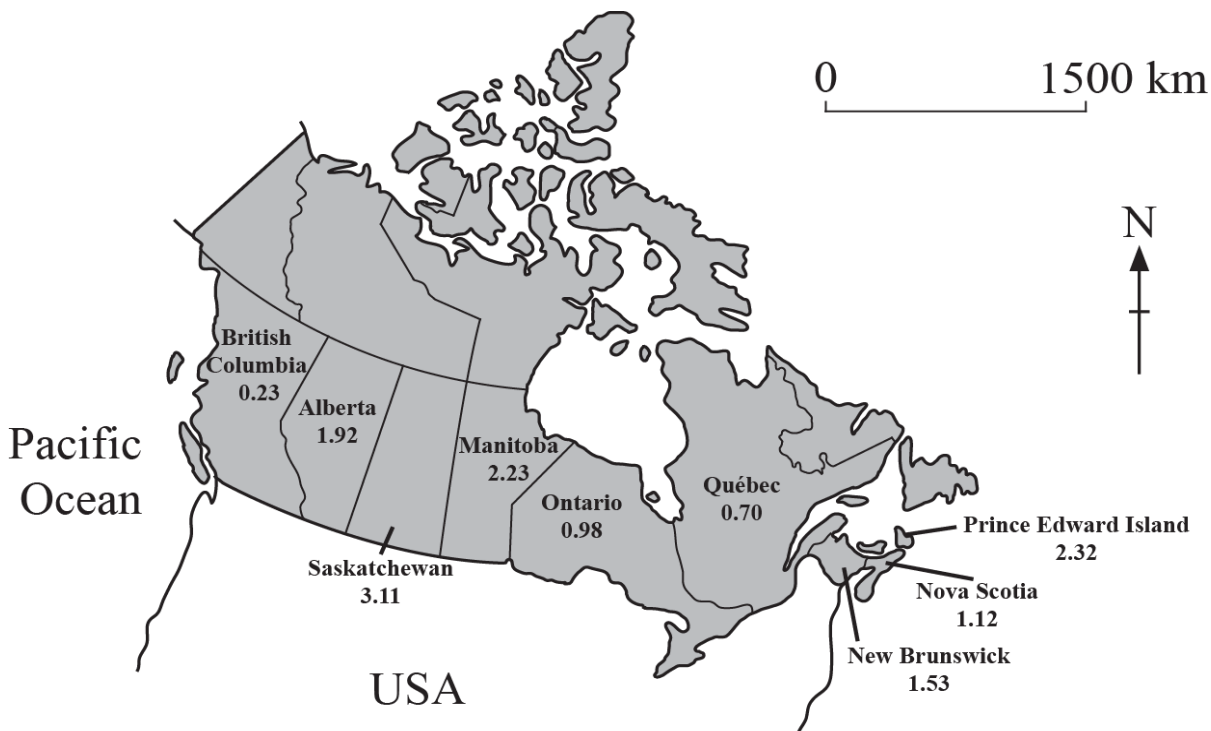 0 1500 km
N
British
Columbia
0.23
Alberta
1.92
Manitoba
2.23
Pacific
Ocean
Ontario
0.98
Québec
0.70
Prince Edward Island
2.32
Saskatchewan
3.11
Nova Scotia
1.12
New Brunswick
1.53
USA